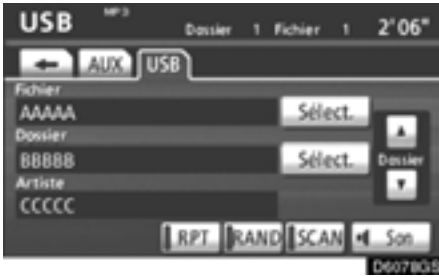 USB MP3 Dossier 1 Fichier 1 2'06"
AUX USB
Fichier
AAAAA Sélect.
Dossier
BBBBB Sélect. Dossier
Artiste
CCCCC
RPT RAND SCAN Son